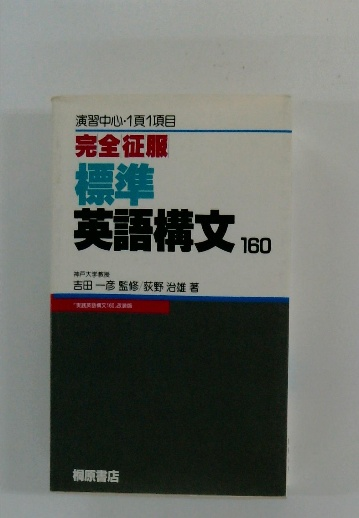 演習中心・1頁1項目
完全征服
標準
英語構文160
神戸大学教授
吉田 一彦 監修/荻野 治雄 著
桐原書店